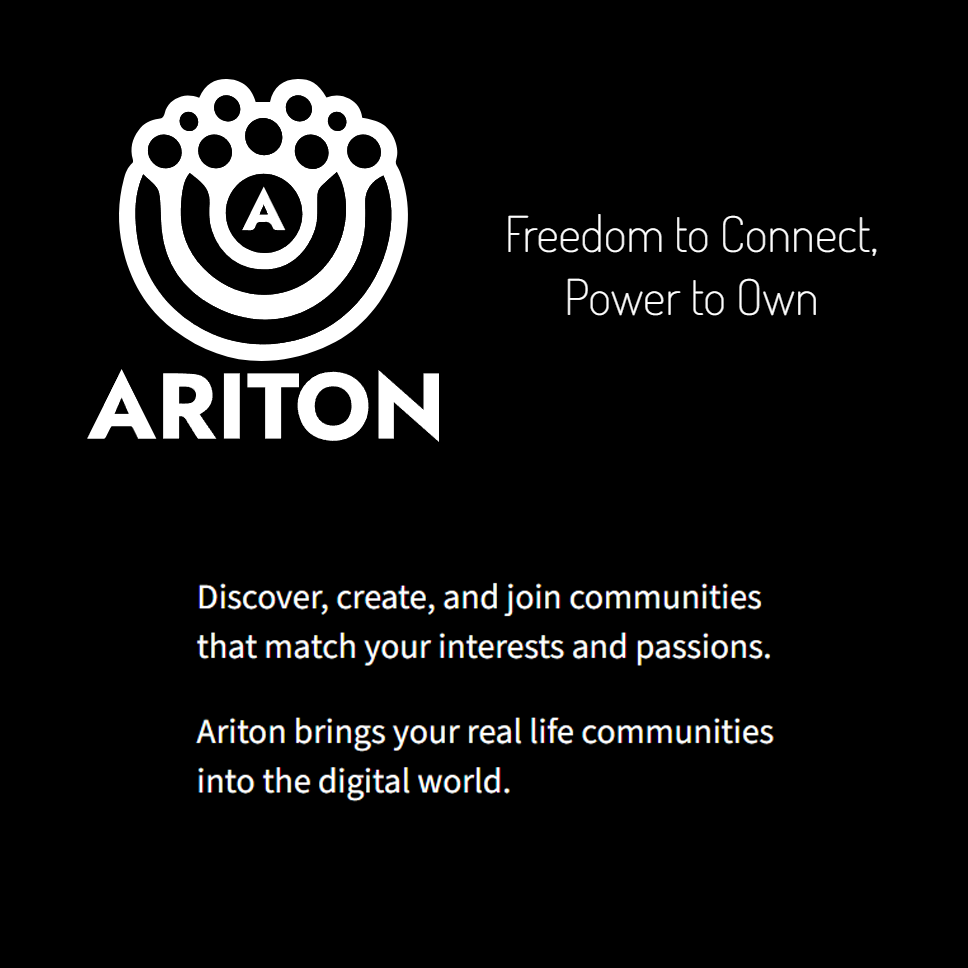 A
ARITON
Freedom to Connect,
Power to Own
Discover, create, and join communities
that match your interests and passions.
Ariton brings your real life communities
into the digital world.